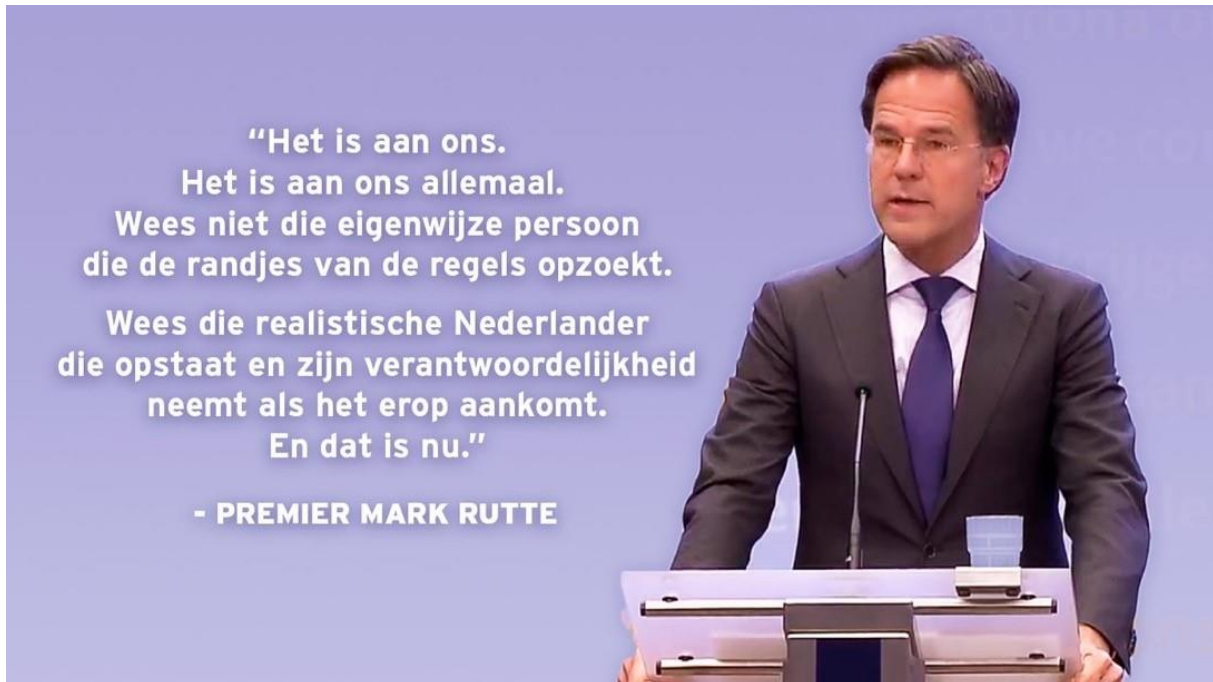 “Het is aan ons.
Het is aan ons allemaal.
Wees niet die eigenwijze persoon
die de randjes van de regels opzoekt.
Wees die realistische Nederlander
die opstaat en zijn verantwoordelijkheid
neemt als het erop aankomt.
En dat is nu.”
- PREMIER MARK RUTTE